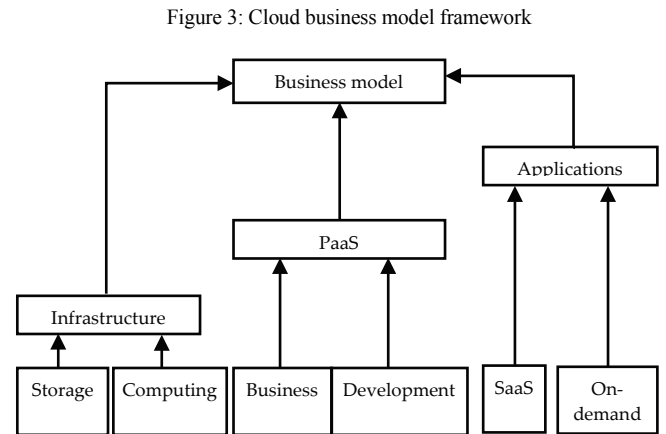 Figure 3: Cloud business model framework
Business model
Applications
PaaS
Infrastructure
Storage
Computing
Business
Development
SaaS
On-
demand